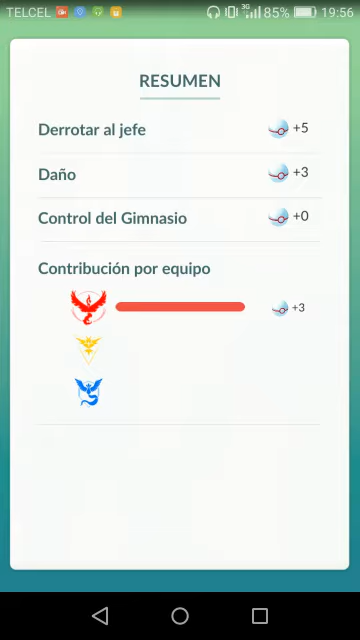 TELCEL 3G 85% 19:56
RESUMEN
Derrotar al jefe +5
Daño +3
Control del Gimnasio +0
Contribución por equipo
+3